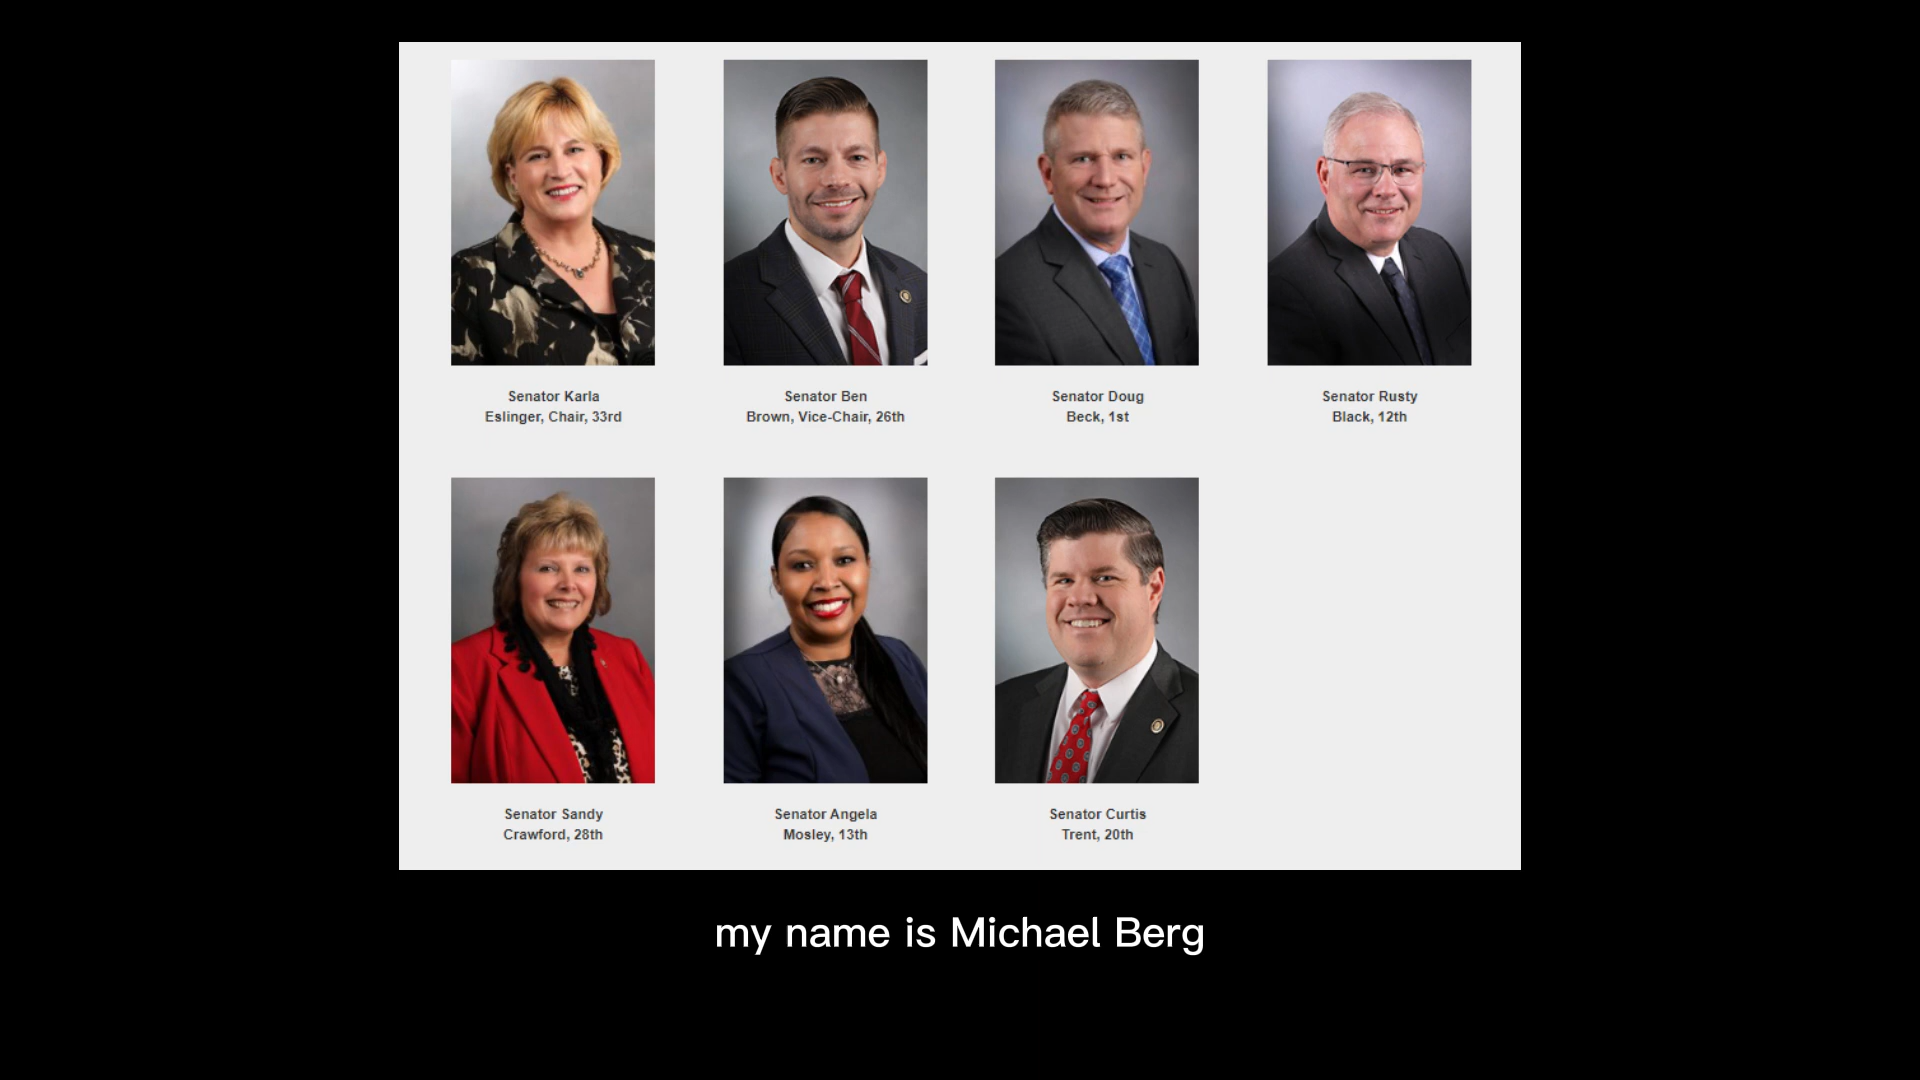 Senator Karla
Eslinger, Chair, 33rd
Senator Ben
Brown, Vice-Chair, 26th
Senator Doug
Beck, 1st
Senator Rusty
Black, 12th
Senator Sandy
Crawford, 28th
Senator Angela
Mosley, 13th
Senator Curtis
Trent, 20th
my name is Michael Berg